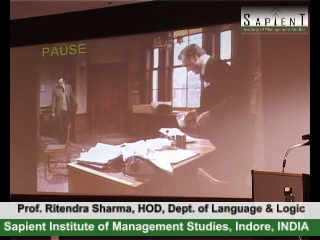 SAPIENT
Institute of Management Studies
PAUSE
Prof. Ritendra Sharma, HOD, Dept. of Language & Logic
Sapient Institute of Management Studies, Indore, INDIA